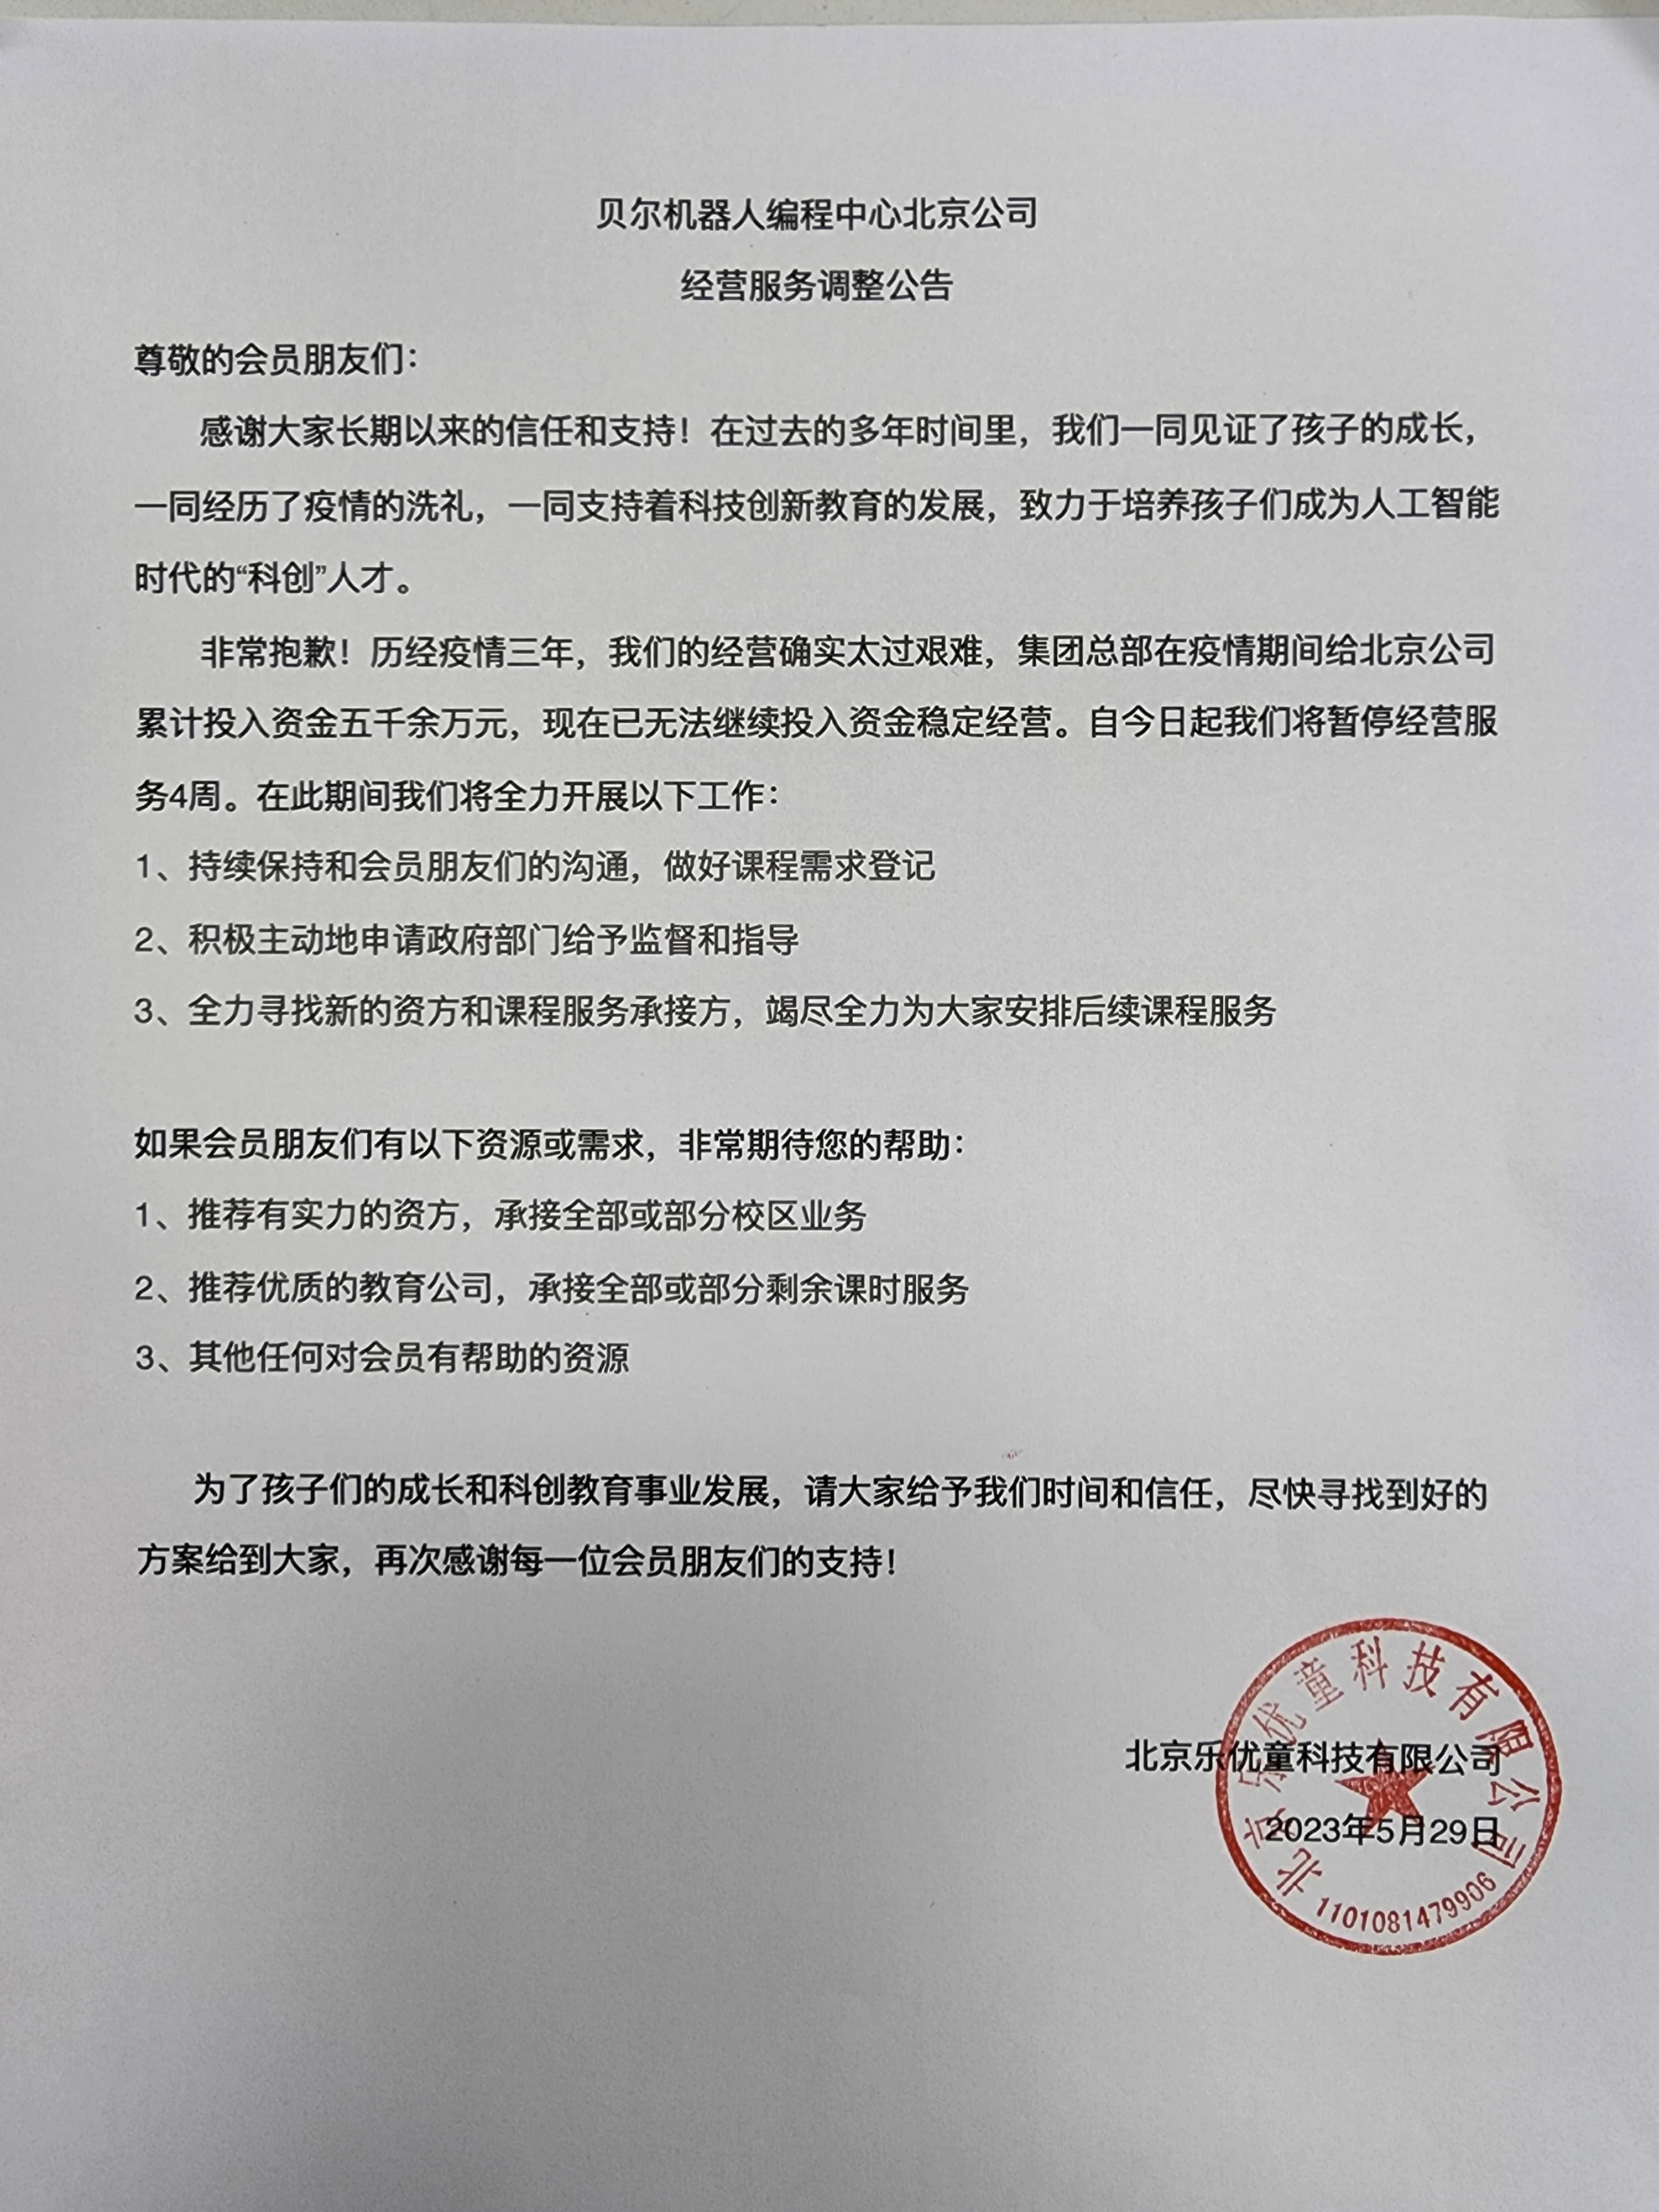 贝尔机器人编程中心北京公司
经营服务调整公告
尊敬的会员朋友们：
感谢大家长期以来的信任和支持！在过去的多年时间里，我们一同见证了孩子的成长，
一同经历了疫情的洗礼，一同支持着科技创新教育的发展，致力于培养孩子们成为人工智能
时代的“科创”人才。
非常抱歉！历经疫情三年，我们的经营确实太过艰难，集团总部在疫情期间给北京公司
累计投入资金五千余万元，现在已无法继续投入资金稳定经营。自今日起我们将暂停经营服
务4周。在此期间我们将全力开展以下工作：
1、持续保持和会员朋友们的沟通，做好课程需求登记
2、积极主动地申请政府部门给予监督和指导
3、全力寻找新的资方和课程服务承接方，竭尽全力为大家安排后续课程服务
如果会员朋友们有以下资源或需求，非常期待您的帮助：
1、推荐有实力的资方，承接全部或部分校区业务
2、推荐优质的教育公司，承接全部或部分剩余课时服务
3、其他任何对会员有帮助的资源
为了孩子们的成长和科创教育事业发展，请大家给予我们时间和信任，尽快寻找到好的
方案给到大家，再次感谢每一位会员朋友们的支持！
北京乐优童科技有限公司
2023年5月29日
北京乐优童科技有限公司
1101081479906